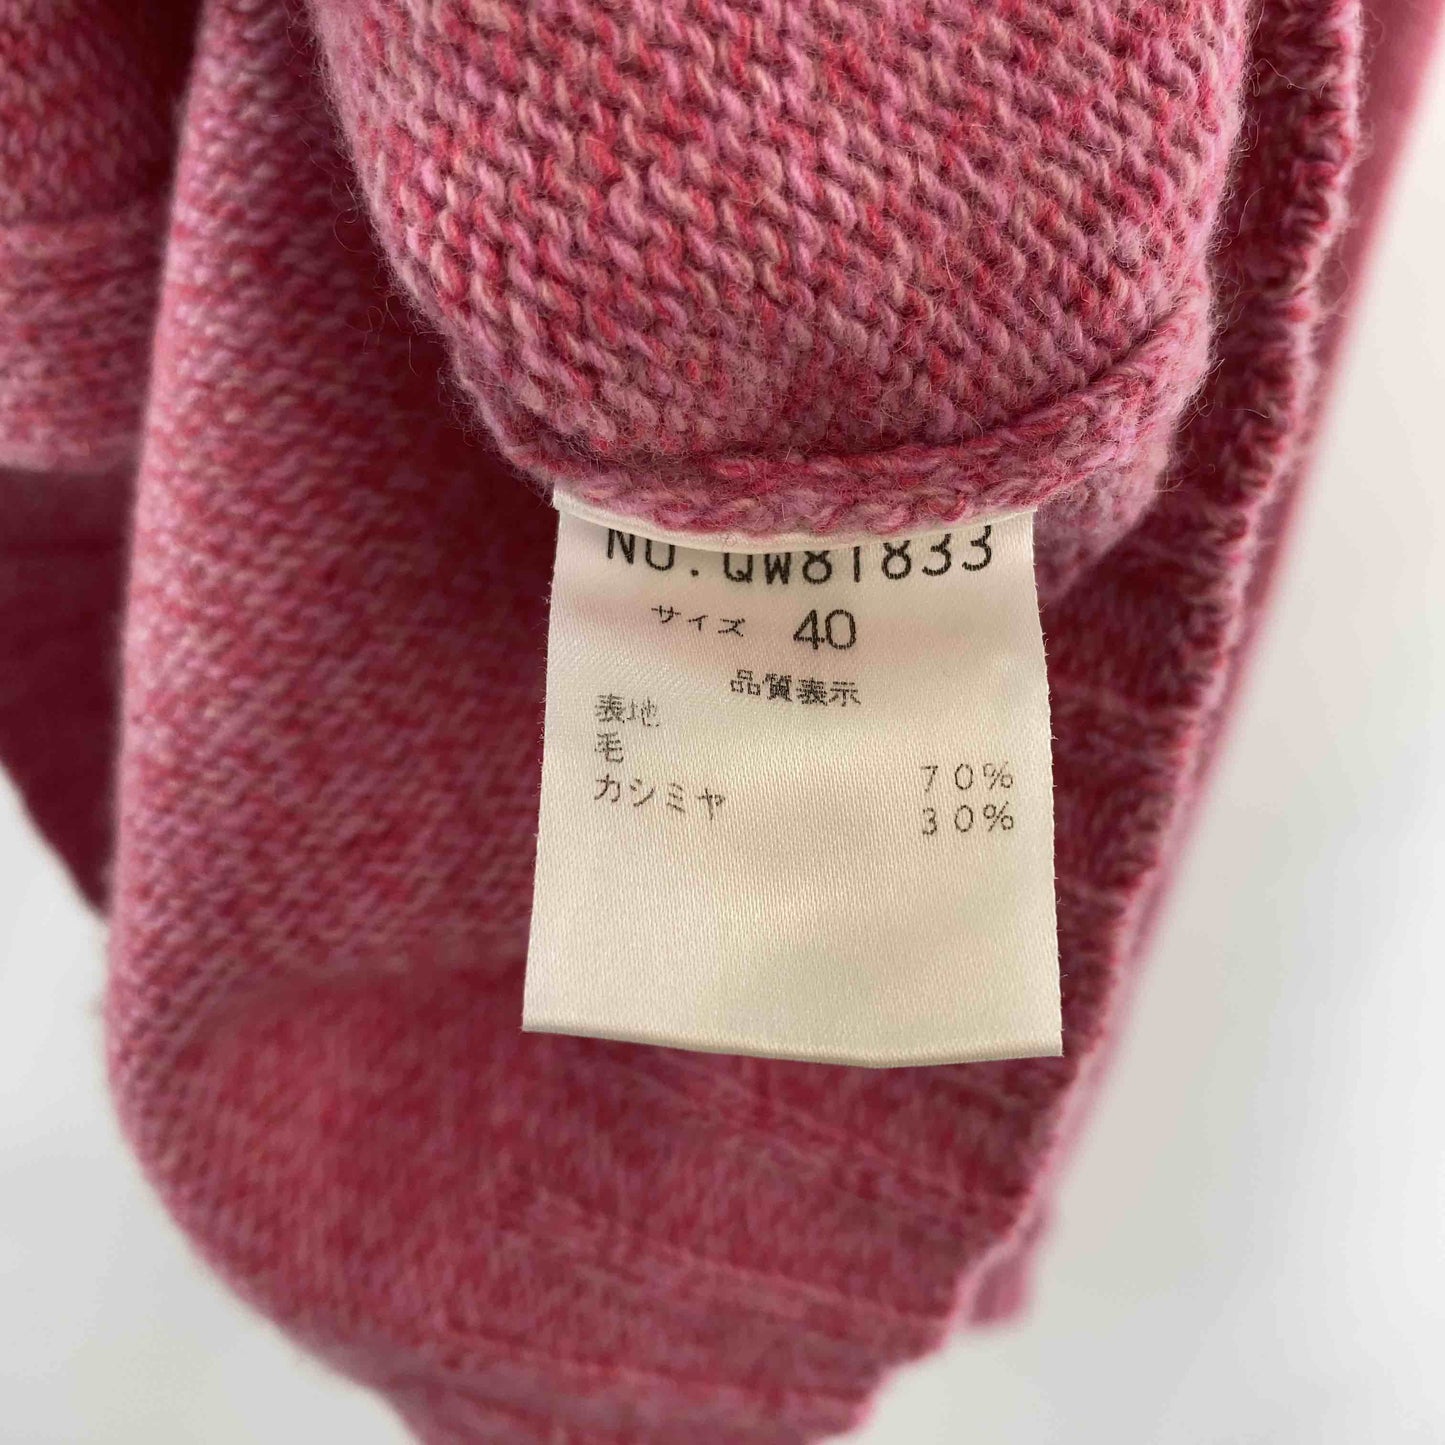 NO.QW81833
サイズ 40
品質表示
表地
毛 70%
カシミヤ 30%